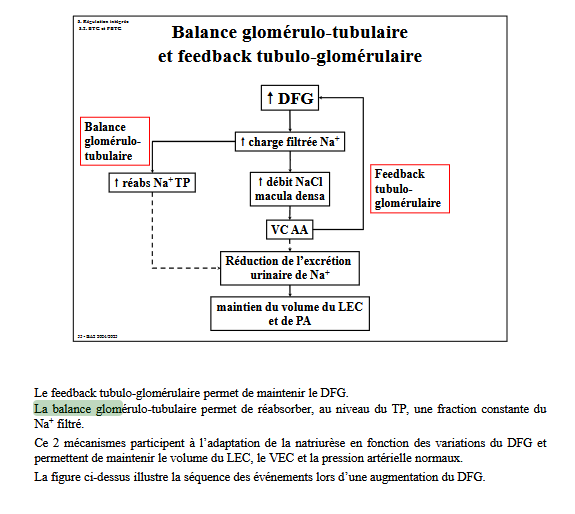 3. Régulation intégrée
3.2. BTG et FBTG
Balance glomérulo-tubulaire
et feedback tubulo-glomérulaire
↑ DFG
Balance
glomérulo-
tubulaire
↑ charge filtrée Na⁺
↑ réabs Na⁺ TP
↑ débit NaCl
macula densa
Feedback
tubulo-
glomérulaire
VC AA
Réduction de l’excrétion
urinaire de Na⁺
maintien du volume du LEC
et de PA
2024/2025
Le feedback tubulo-glomérulaire permet de maintenir le DFG.
La balance glomérulo-tubulaire permet de réabsorber, au niveau du TP, une fraction constante du
Na⁺ filtré.
Ce 2 mécanismes participent à l’adaptation de la natriurèse en fonction des variations du DFG et
permettent de maintenir le volume du LEC, le VEC et la pression artérielle normaux.
La figure ci-dessus illustre la séquence des événements lors d’une augmentation du DFG.